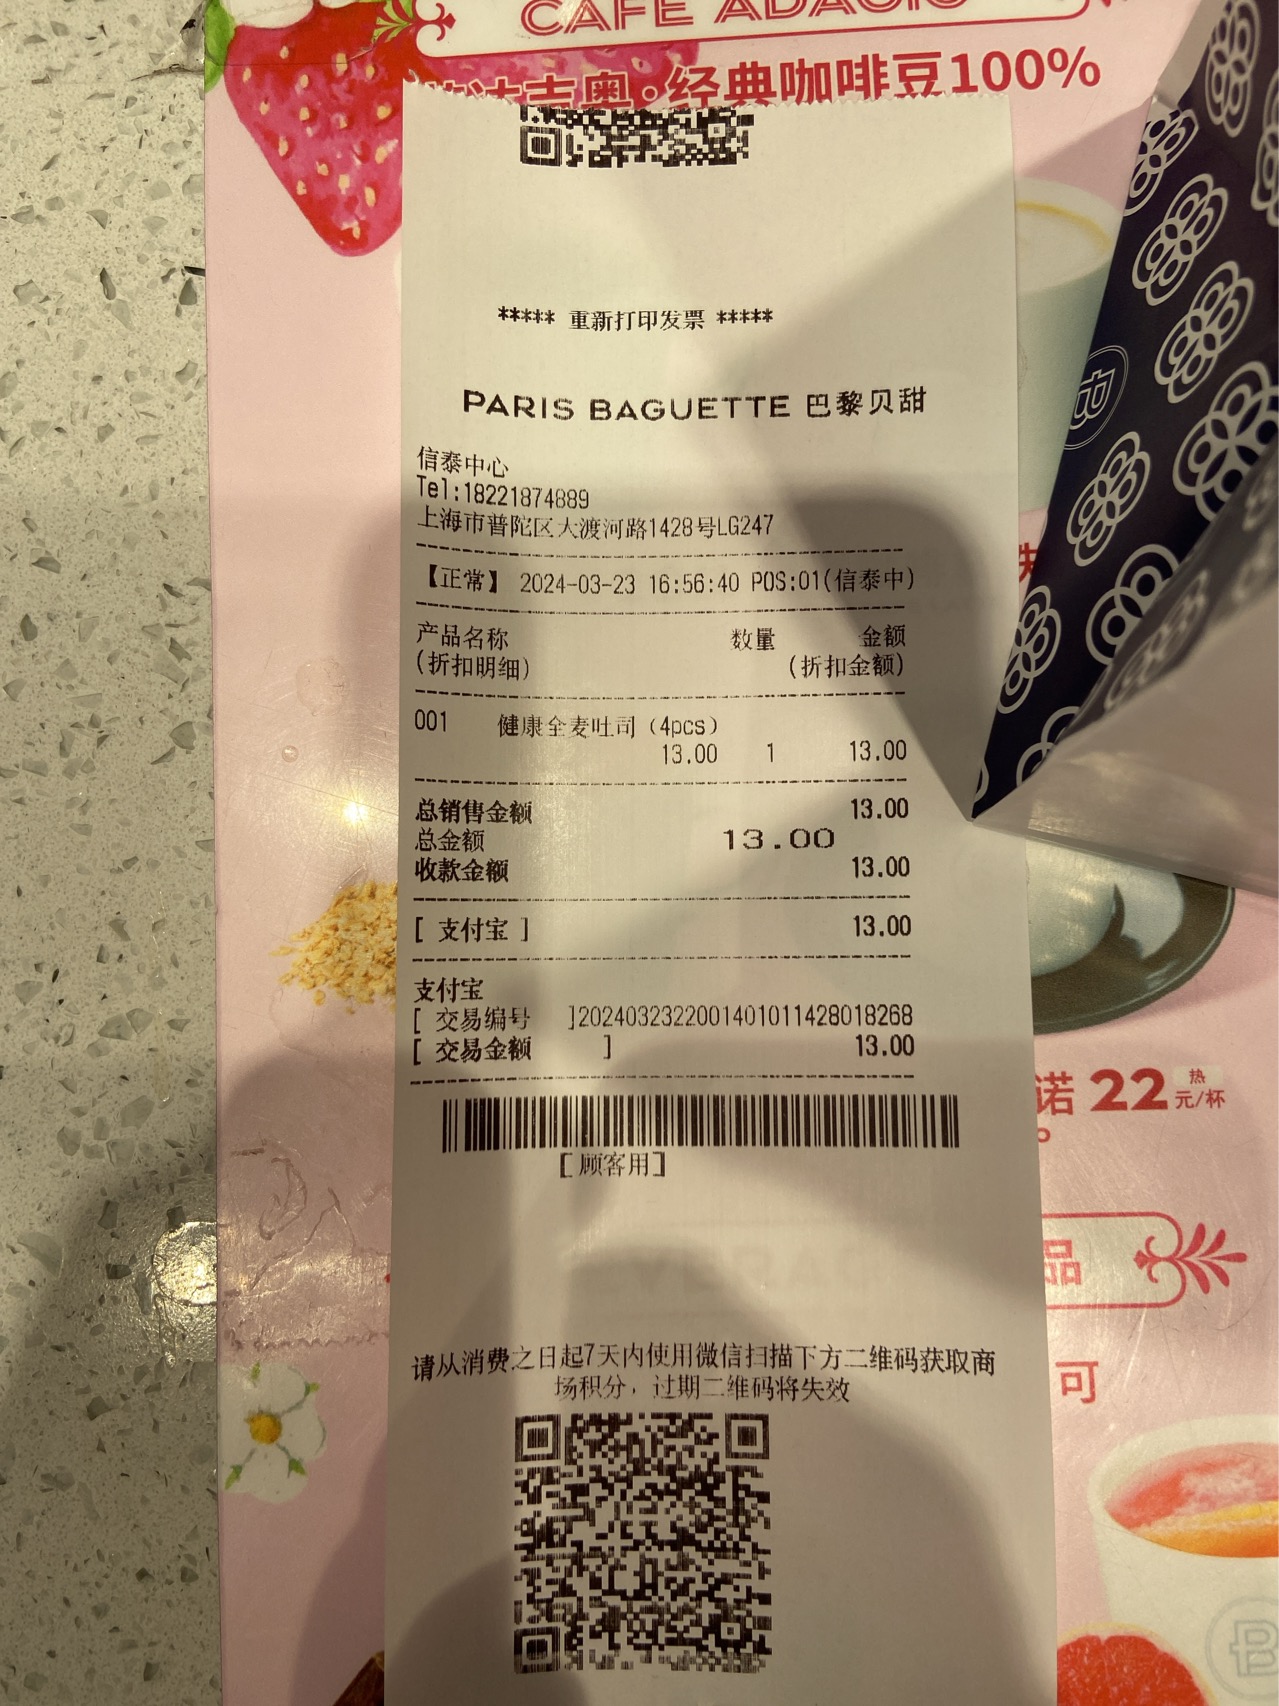 CAFE ADAGIO
达吉奥·经典咖啡豆100%
***** 重新打印发票 *****
PARIS BAGUETTE 巴黎贝甜
信泰中心
Tel:18221874889
上海市普陀区大渡河路1428号LG247
【正常】 2024-03-23 16:56:40 POS:01(信泰中)
产品名称 数量 金额
(折扣明细) (折扣金额)
001 健康全麦吐司（4pcs）
13.00 1 13.00
总销售金额 13.00
总金额 13.00
收款金额 13.00
[ 支付宝 ] 13.00
支付宝
[ 交易编号 ]2024032322001401011428018268
[ 交易金额 ] 13.00
诺 22 热 元/杯
[顾客用]
品
请从消费之日起7天内使用微信扫描下方二维码获取商
场积分，过期二维码将失效
可